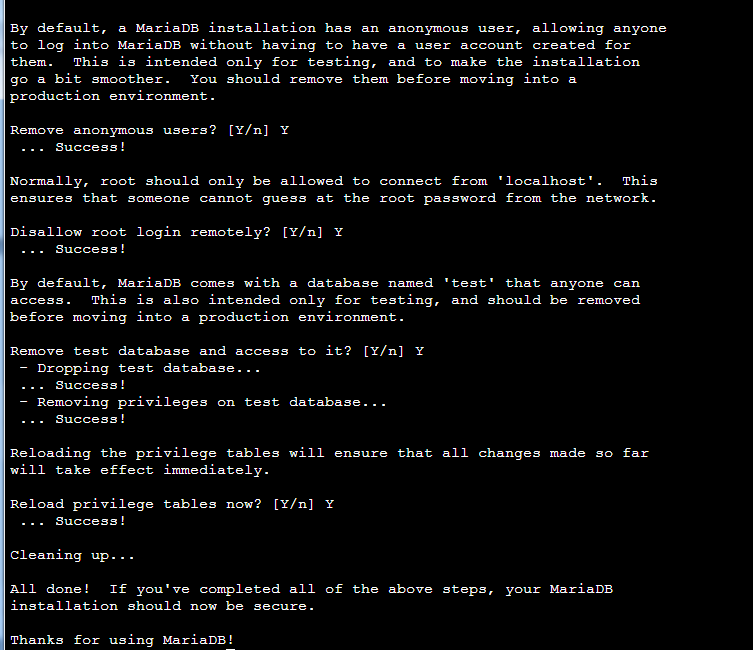 By default, a MariaDB installation has an anonymous user, allowing anyone
to log into MariaDB without having to have a user account created for
them.  This is intended only for testing, and to make the installation
go a bit smoother.  You should remove them before moving into a
production environment.

Remove anonymous users? [Y/n] Y
 ... Success!

Normally, root should only be allowed to connect from 'localhost'.  This
ensures that someone cannot guess at the root password from the network.

Disallow root login remotely? [Y/n] Y
 ... Success!

By default, MariaDB comes with a database named 'test' that anyone can
access.  This is also intended only for testing, and should be removed
before moving into a production environment.

Remove test database and access to it? [Y/n] Y
 - Dropping test database...
 ... Success!
 - Removing privileges on test database...
 ... Success!

Reloading the privilege tables will ensure that all changes made so far
will take effect immediately.

Reload privilege tables now? [Y/n] Y
 ... Success!

Cleaning up...

All done!  If you've completed all of the above steps, your MariaDB
installation should now be secure.

Thanks for using MariaDB!